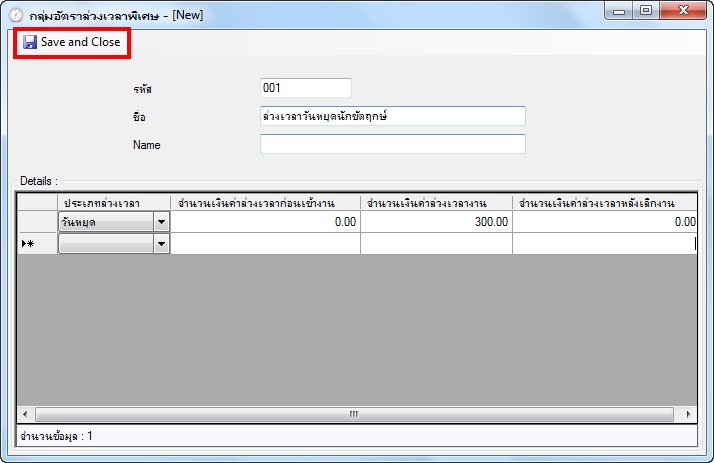 กลุ่มอัตราล่วงเวลาพิเศษ - [New]
Save and Close
รหัส 001
ชื่อ ล่วงเวลาวันหยุดนักขัตฤกษ์
Name
Details :
ประเภทล่วงเวลา จำนวนเงินค่าล่วงเวลาก่อนเข้างาน จำนวนเงินค่าล่วงเวลางาน จำนวนเงินค่าล่วงเวลาหลังเลิกงาน
วันหยุด 0.00 300.00 0.00
จำนวนข้อมูล : 1